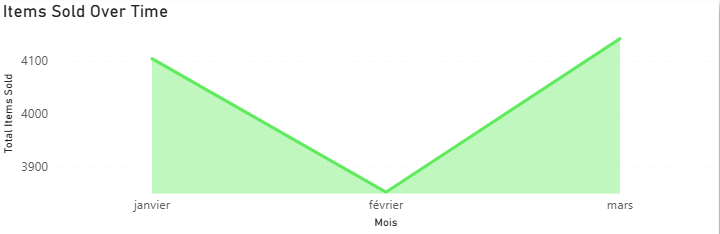 Items Sold Over Time
4100
4000
3900
Total Items Sold
janvier février mars
Mois